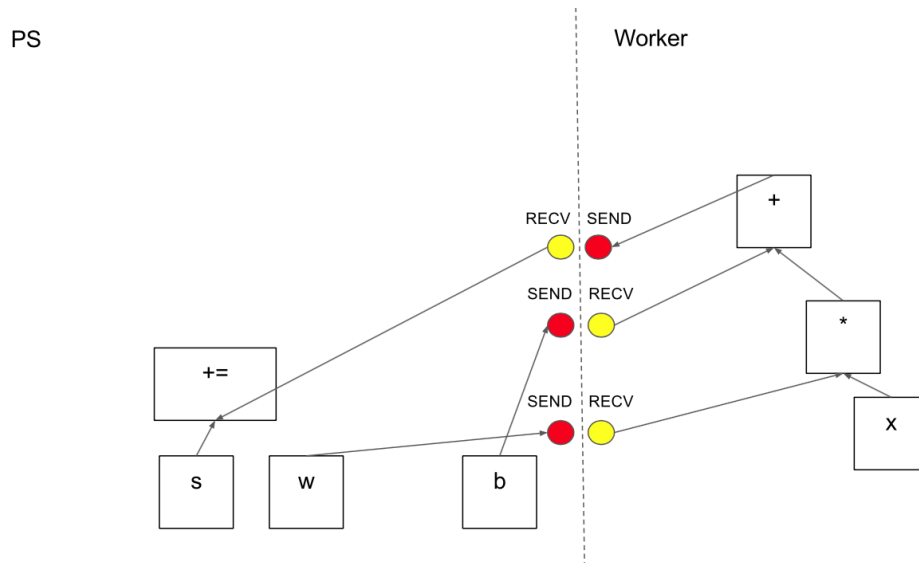 PS
Worker
+
RECV SEND
SEND RECV
*
+=
SEND RECV
x
s
w
b